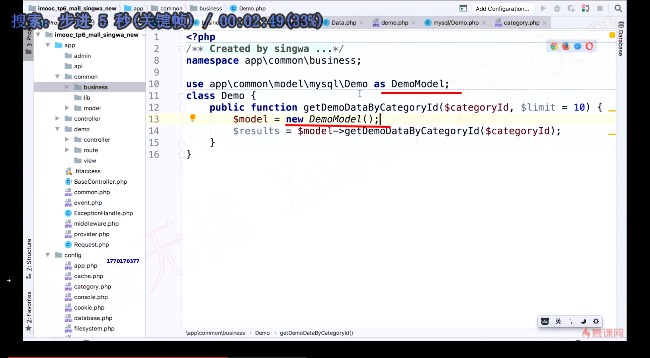 imooc_tp6_mall_singwa_new  app  common  business  Demo.php
Add Configuration...
搜索，步进 5 秒(关键帧) / 00:02:49(33%)
Data.php  demo.php  mysql/Demo.php  category.php
imooc_tp6_mall_singwa_new
app
admin
api
common
business
lib
model
controller
demo
controller
route
view
.htaccess
BaseController.php
common.php
event.php
ExceptionHandle.php
middleware.php
provider.php
Request.php
config
app.php
cache.php
category.php
console.php
cookie.php
database.php
filesystem.php
1770170377
1 <?php
2 /** Created by singwa ...*/
8 namespace app\common\business;
9
10 use app\common\model\mysql\Demo as DemoModel;
11 class Demo {
12 public function getDemoDataByCategoryId($categoryId, $limit = 10) {
13 $model = new DemoModel();
14 $results = $model->getDemoDataByCategoryId($categoryId);
15 }
16 }
Database
Z: Structure
2: Favorites
英
慕课网
\app\common\business  Demo  getDemoDataByCategoryId()